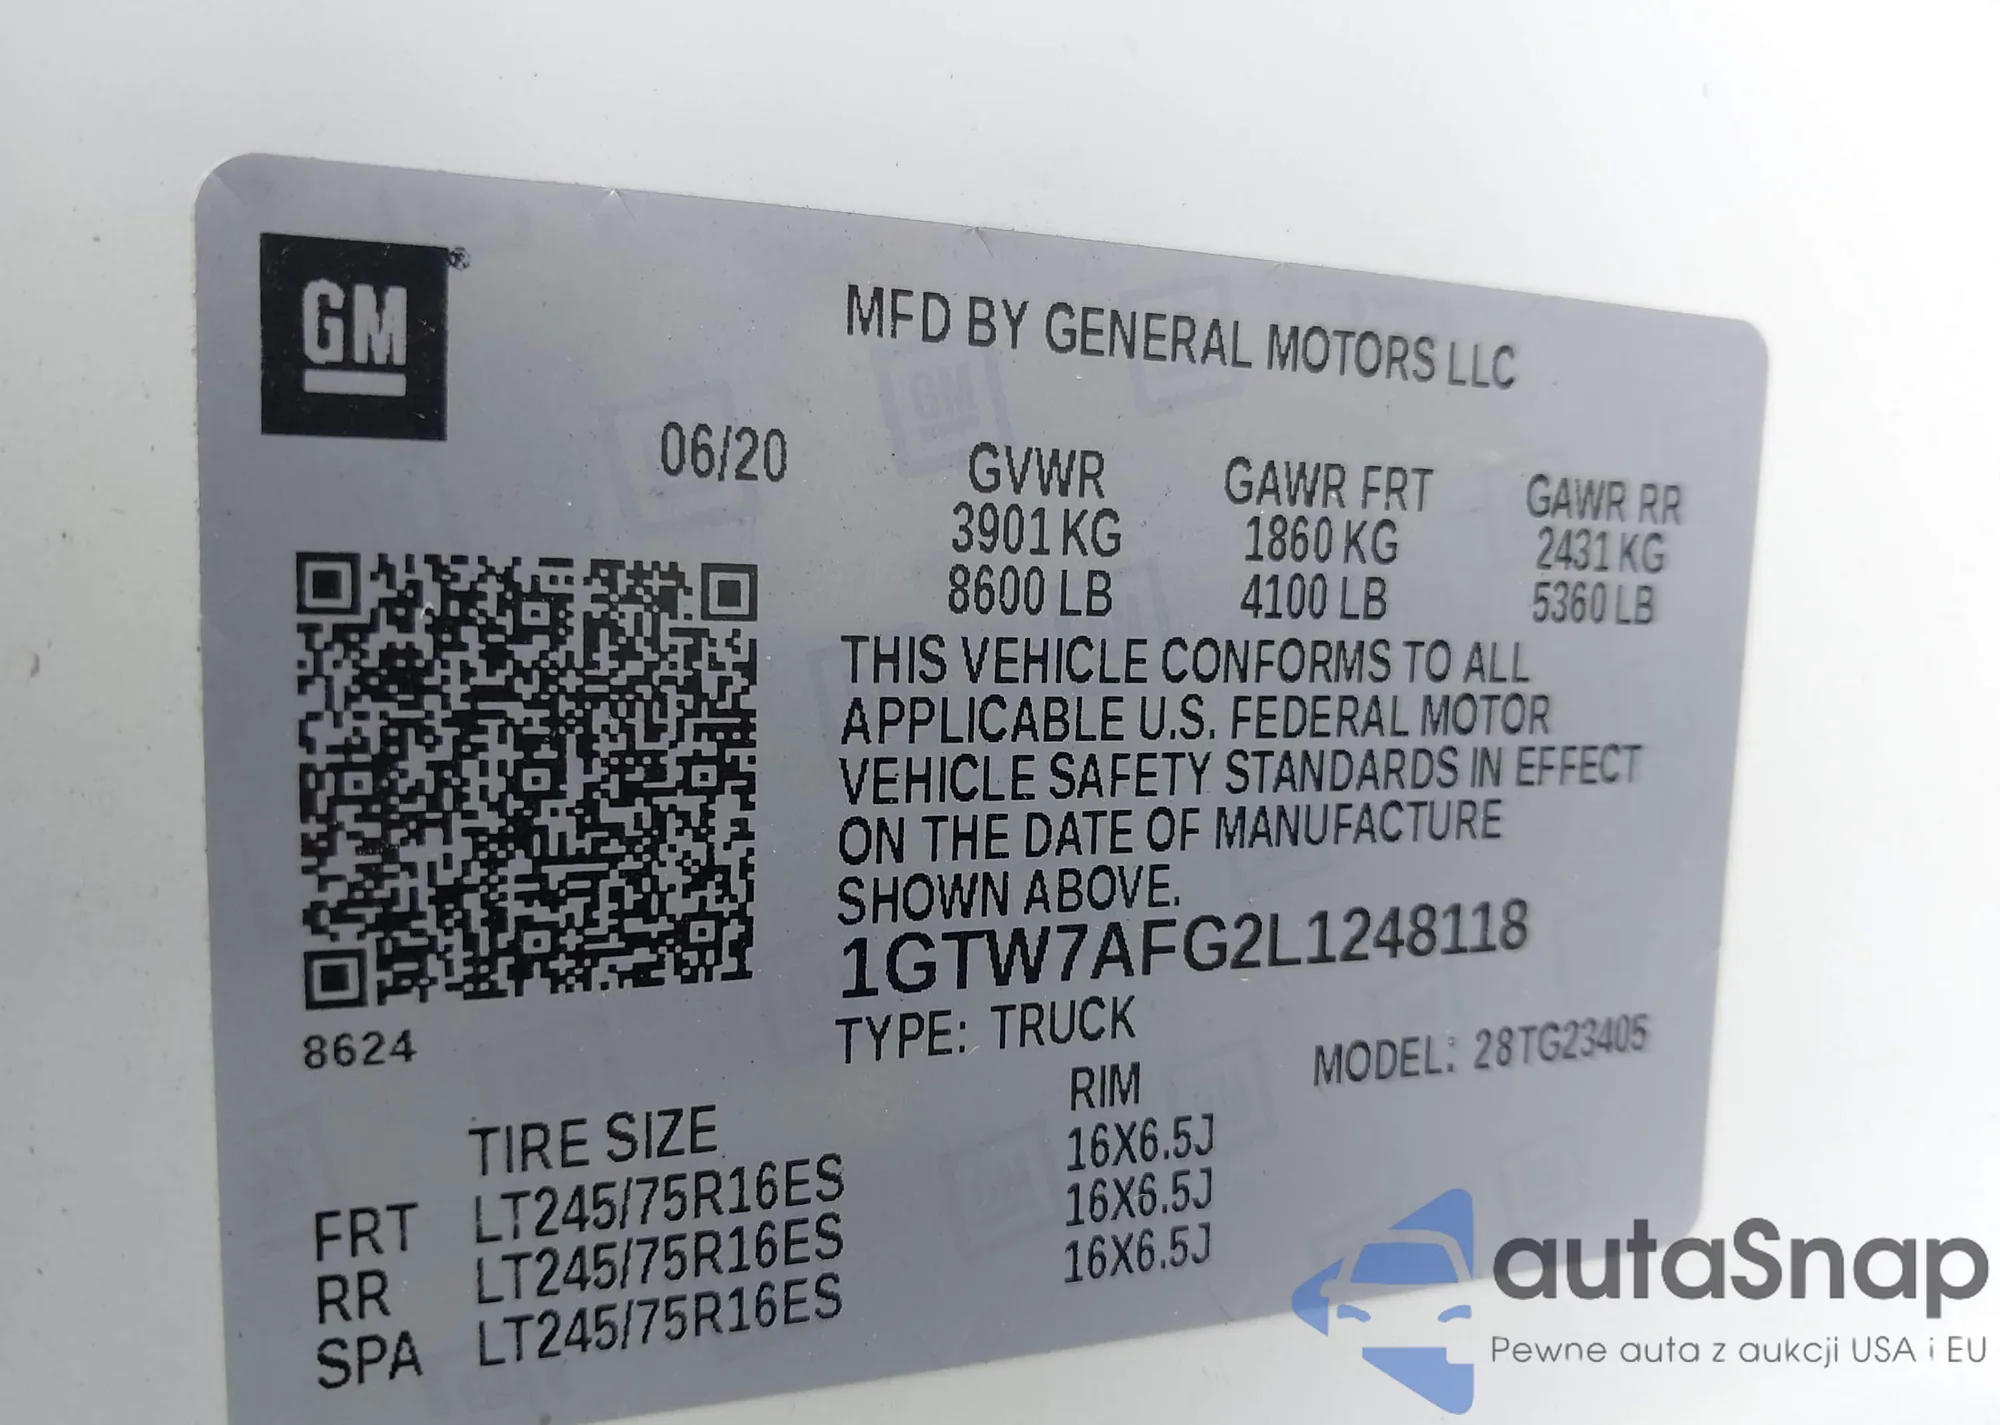 GM®
MFD BY GENERAL MOTORS LLC
06/20
GVWR GAWR FRT GAWR RR
3901 KG 1860 KG 2431 KG
8600 LB 4100 LB 5360 LB
THIS VEHICLE CONFORMS TO ALL
APPLICABLE U.S. FEDERAL MOTOR
VEHICLE SAFETY STANDARDS IN EFFECT
ON THE DATE OF MANUFACTURE
SHOWN ABOVE.
1GTW7AFG2L1248118
8624
TYPE: TRUCK MODEL: 28TG23405
TIRE SIZE RIM
FRT LT245/75R16ES 16X6.5J
RR LT245/75R16ES 16X6.5J
SPA LT245/75R16ES 16X6.5J
autaSnap
Pewne auta z aukcji USA i EU